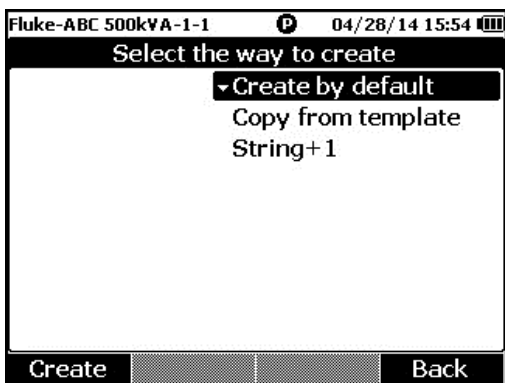 Fluke-ABC 500kVA-1-1 P 04/28/14 15:54
Select the way to create
Create by default
Copy from template
String+1
Create Back